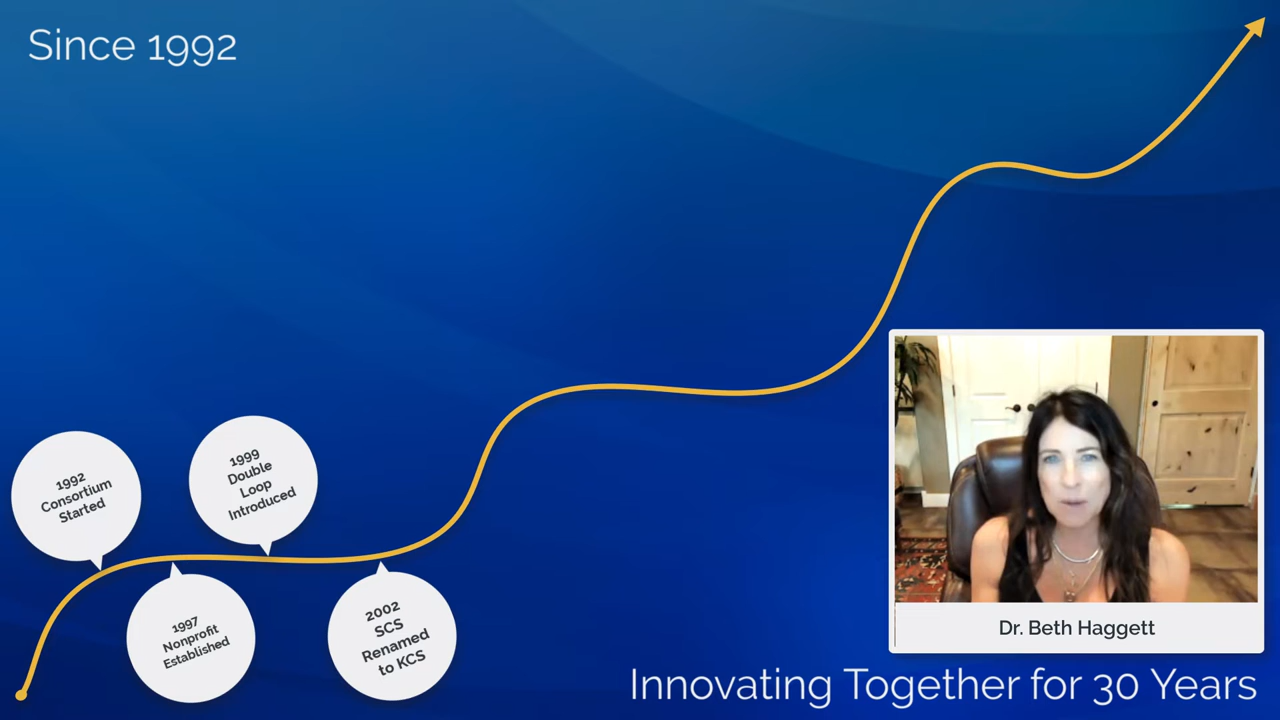 Since 1992
1992
Consortium
Started
1997
Nonprofit
Established
1999
Double
Loop
Introduced
2002
SCS
Renamed
to KCS
Dr. Beth Haggett
Innovating Together for 30 Years